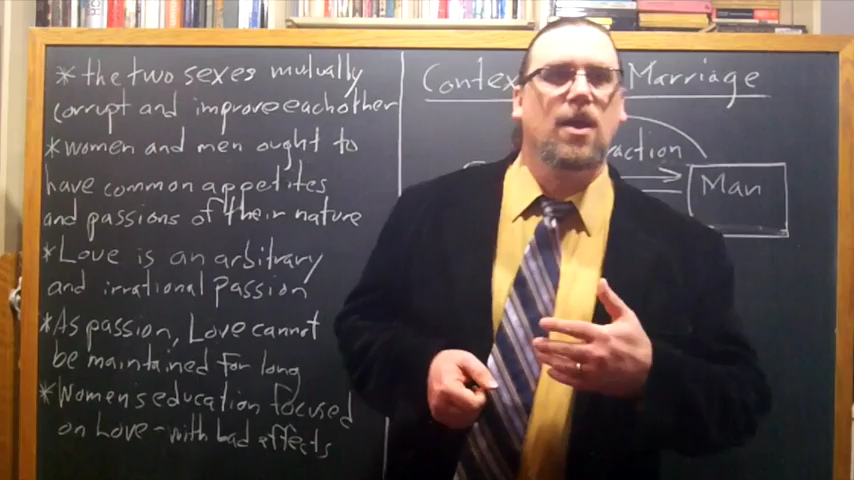 * the two sexes mutually
corrupt and improve each other
* women and men ought to
have common appetites
and passions of their nature
* Love is an arbitrary
and irrational passion
* As passion, Love cannot
be maintained for long
* Womens education focused
on Love - with bad affects
Contex Marriage
raction
Man